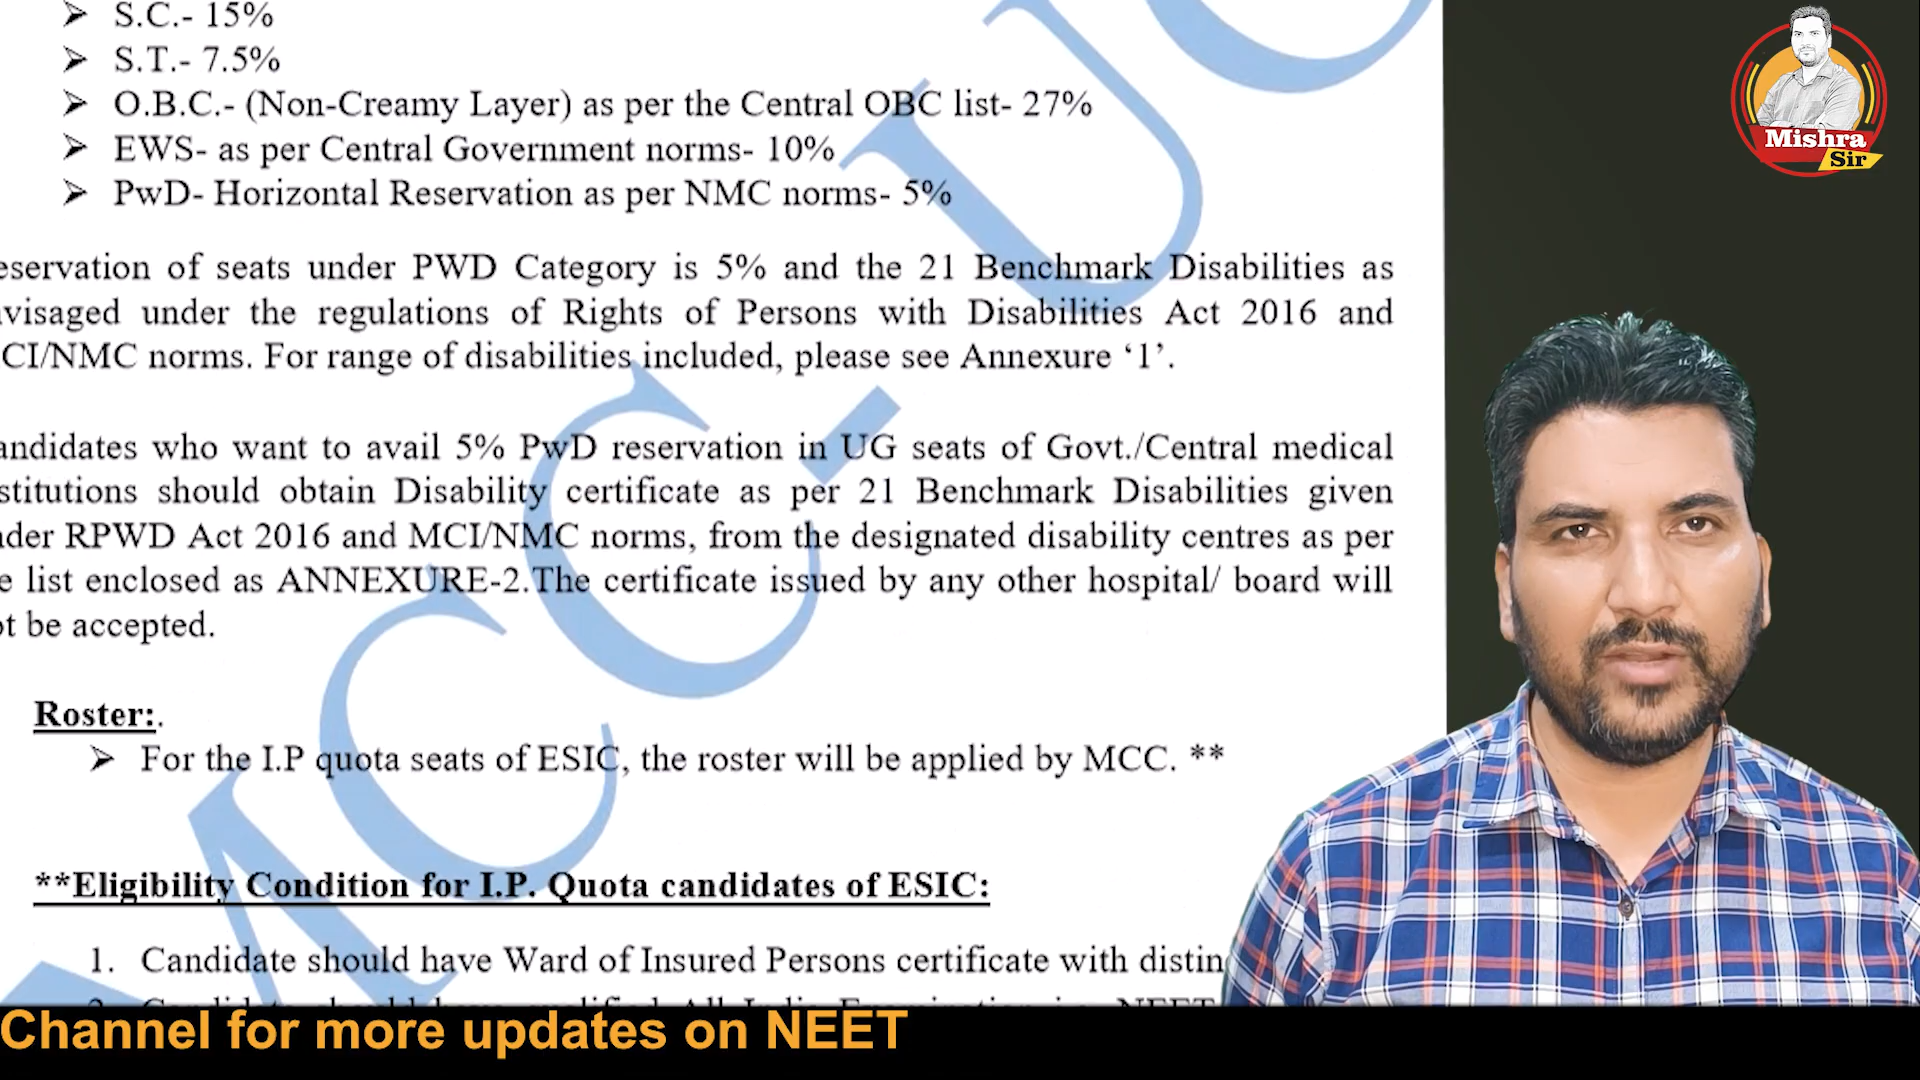 ➢ S.C.- 15%
➢ S.T.- 7.5%
➢ O.B.C.- (Non-Creamy Layer) as per the Central OBC list- 27%
➢ EWS- as per Central Government norms- 10%
➢ PwD- Horizontal Reservation as per NMC norms- 5%
eservation of seats under PWD Category is 5% and the 21 Benchmark Disabilities as
visaged under the regulations of Rights of Persons with Disabilities Act 2016 and
CI/NMC norms. For range of disabilities included, please see Annexure ‘1’.
andidates who want to avail 5% PwD reservation in UG seats of Govt./Central medical
stitutions should obtain Disability certificate as per 21 Benchmark Disabilities given
der RPWD Act 2016 and MCI/NMC norms, from the designated disability centres as per
e list enclosed as ANNEXURE-2.The certificate issued by any other hospital/ board will
ot be accepted.
Roster:.
➢ For the I.P quota seats of ESIC, the roster will be applied by MCC. **
**Eligibility Condition for I.P. Quota candidates of ESIC:
1. Candidate should have Ward of Insured Persons certificate with distin
MCC- UG
Mishra
Sir
Channel for more updates on NEET